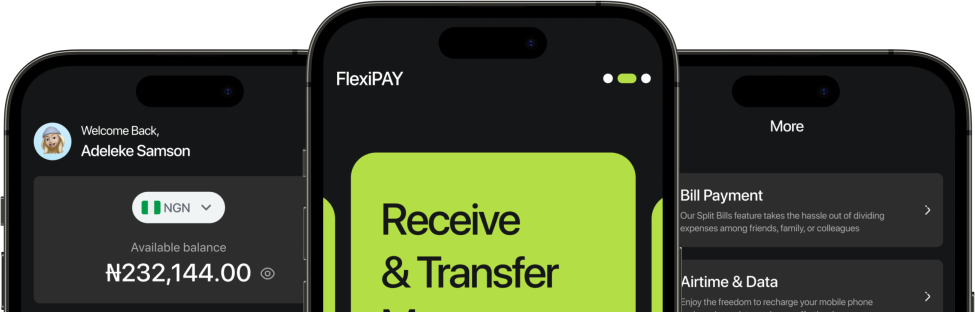 Welcome Back,
Adeleke Samson
NGN
Available balance
₦232,144.00
FlexiPAY
Receive
& Transfer
More
Bill Payment
Our Split Bills feature takes the hassle out of dividing
expenses among friends, family, or colleagues
Airtime & Data
Enjoy the freedom to recharge your mobile phone